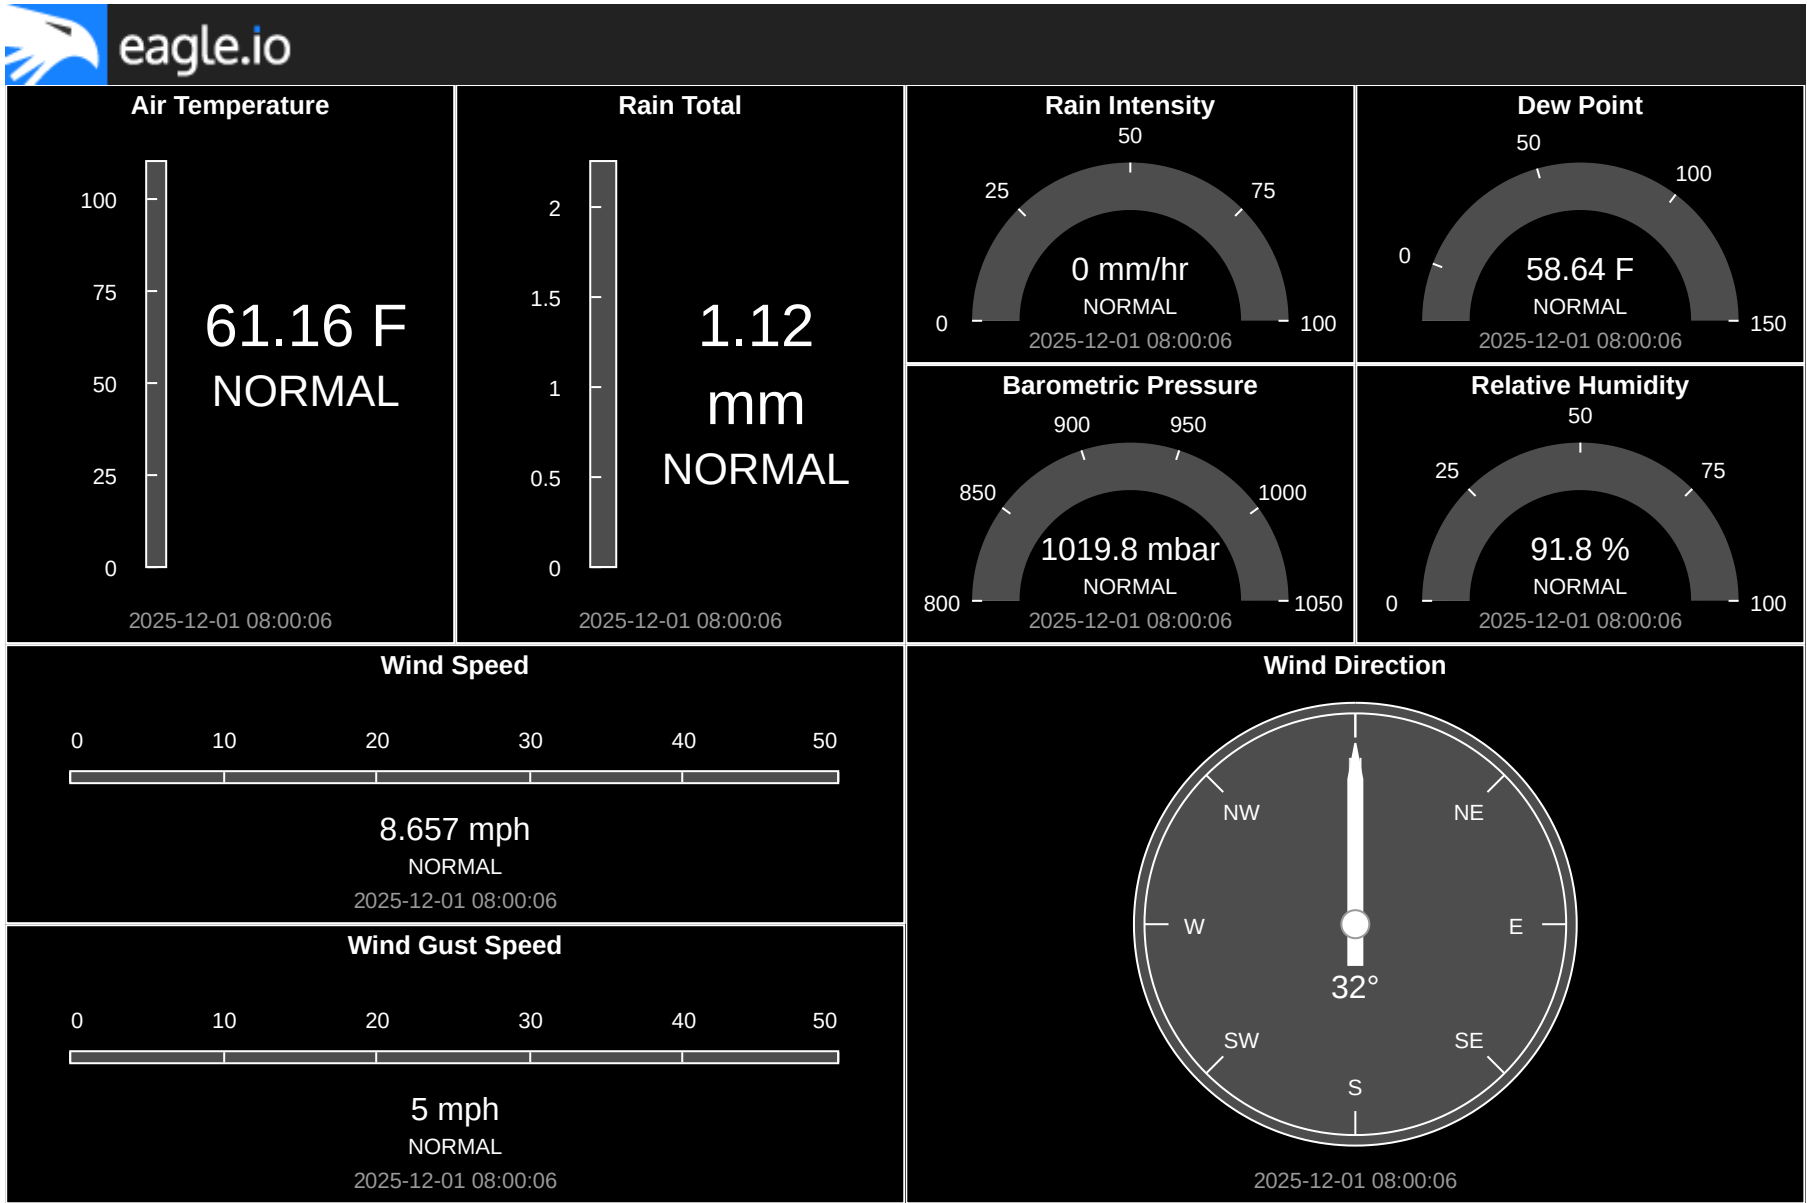 eagle.io
Air Temperature
100
75
50
25
0
61.16 F
NORMAL
2025-12-01 08:00:06
Rain Total
2
1.5
1
0.5
0
1.12
mm
NORMAL
2025-12-01 08:00:06
Rain Intensity
50
25
75
0
100
0 mm/hr
NORMAL
2025-12-01 08:00:06
Dew Point
50
100
0
150
58.64 F
NORMAL
2025-12-01 08:00:06
Barometric Pressure
900
950
850
1000
800
1050
1019.8 mbar
NORMAL
2025-12-01 08:00:06
Relative Humidity
50
25
75
0
100
91.8 %
NORMAL
2025-12-01 08:00:06
Wind Speed
0 10 20 30 40 50
8.657 mph
NORMAL
2025-12-01 08:00:06
Wind Gust Speed
0 10 20 30 40 50
5 mph
NORMAL
2025-12-01 08:00:06
Wind Direction
NW NE
W E
32°
SW SE
S
2025-12-01 08:00:06